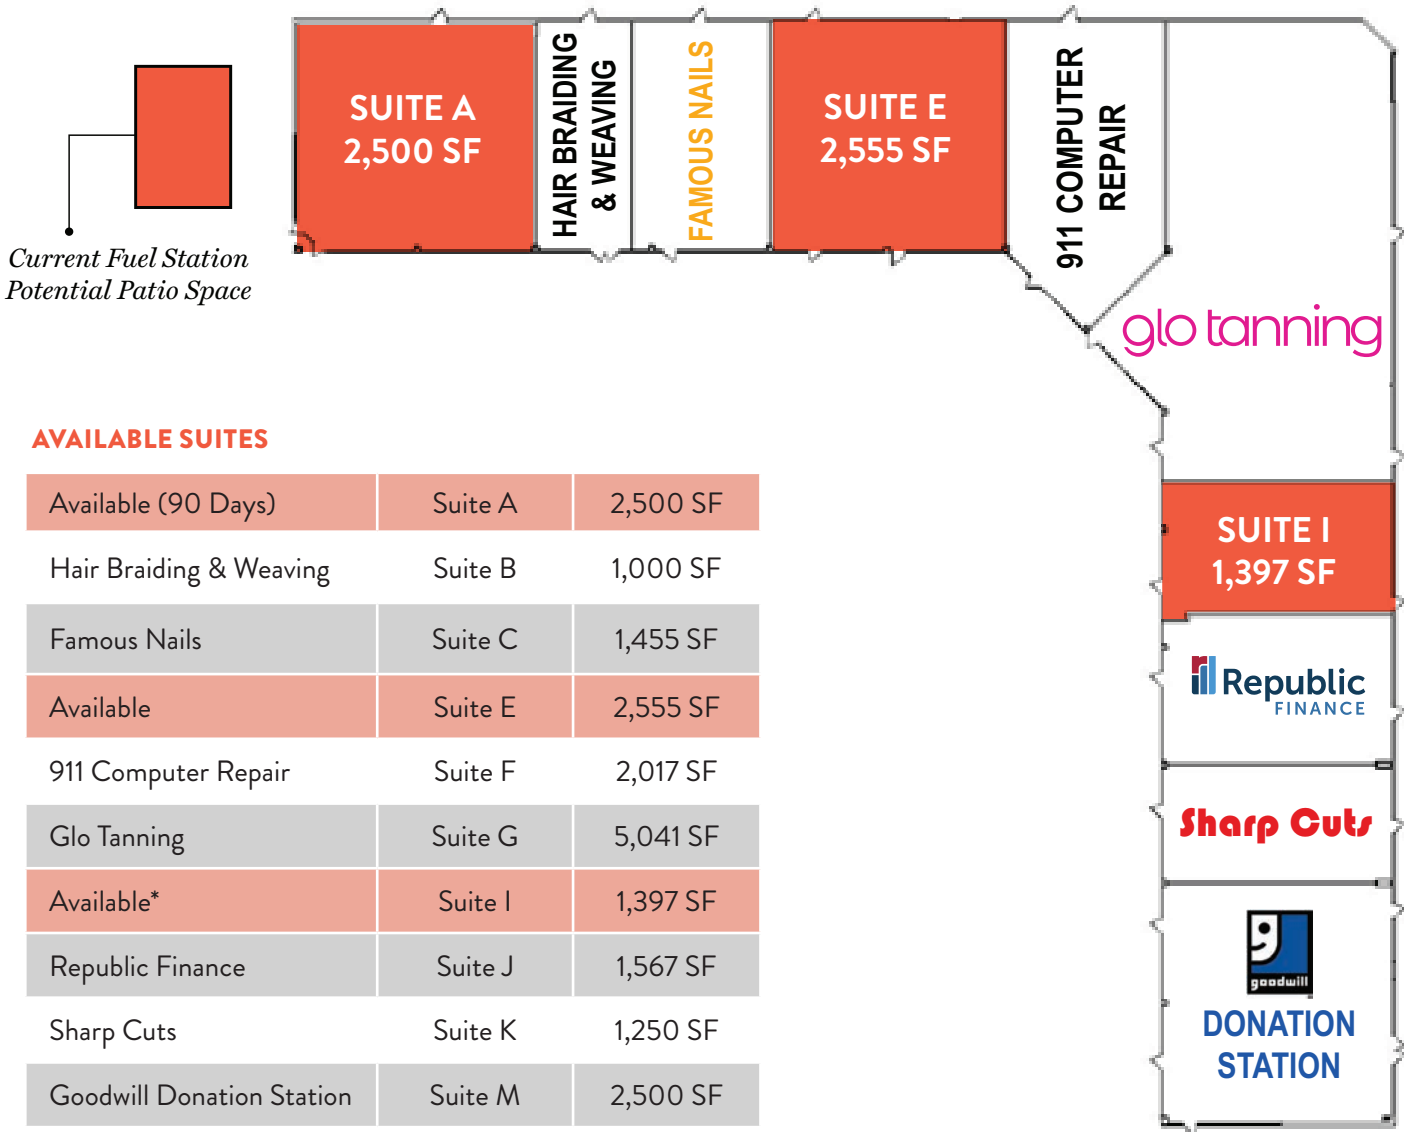 SUITE A
2,500 SF
HAIR BRAIDING
& WEAVING
FAMOUS NAILS
SUITE E
2,555 SF
911 COMPUTER
REPAIR
Current Fuel Station
Potential Patio Space
glo tanning
AVAILABLE SUITES
Available (90 Days) Suite A 2,500 SF
Hair Braiding & Weaving Suite B 1,000 SF
Famous Nails Suite C 1,455 SF
Available Suite E 2,555 SF
911 Computer Repair Suite F 2,017 SF
Glo Tanning Suite G 5,041 SF
Available* Suite I 1,397 SF
Republic Finance Suite J 1,567 SF
Sharp Cuts Suite K 1,250 SF
Goodwill Donation Station Suite M 2,500 SF
SUITE I
1,397 SF
Republic
FINANCE
Sharp Cuts
goodwill
DONATION
STATION